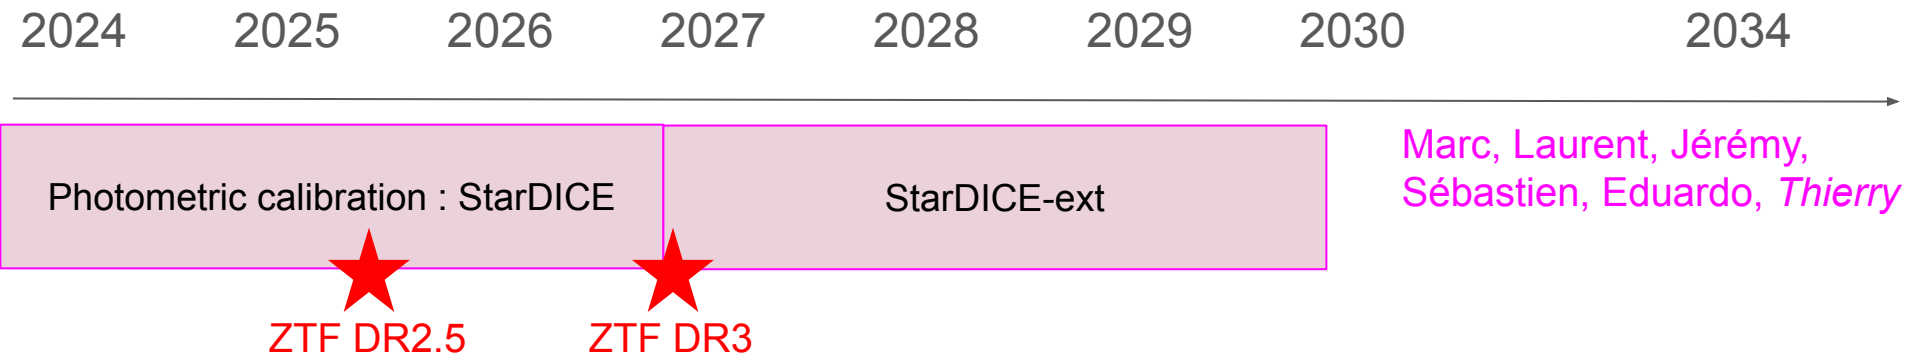 2024 2025 2026 2027 2028 2029 2030 2034
Photometric calibration : StarDICE
StarDICE-ext
Marc, Laurent, Jérémy,
Sébastien, Eduardo, Thierry
ZTF DR2.5
ZTF DR3